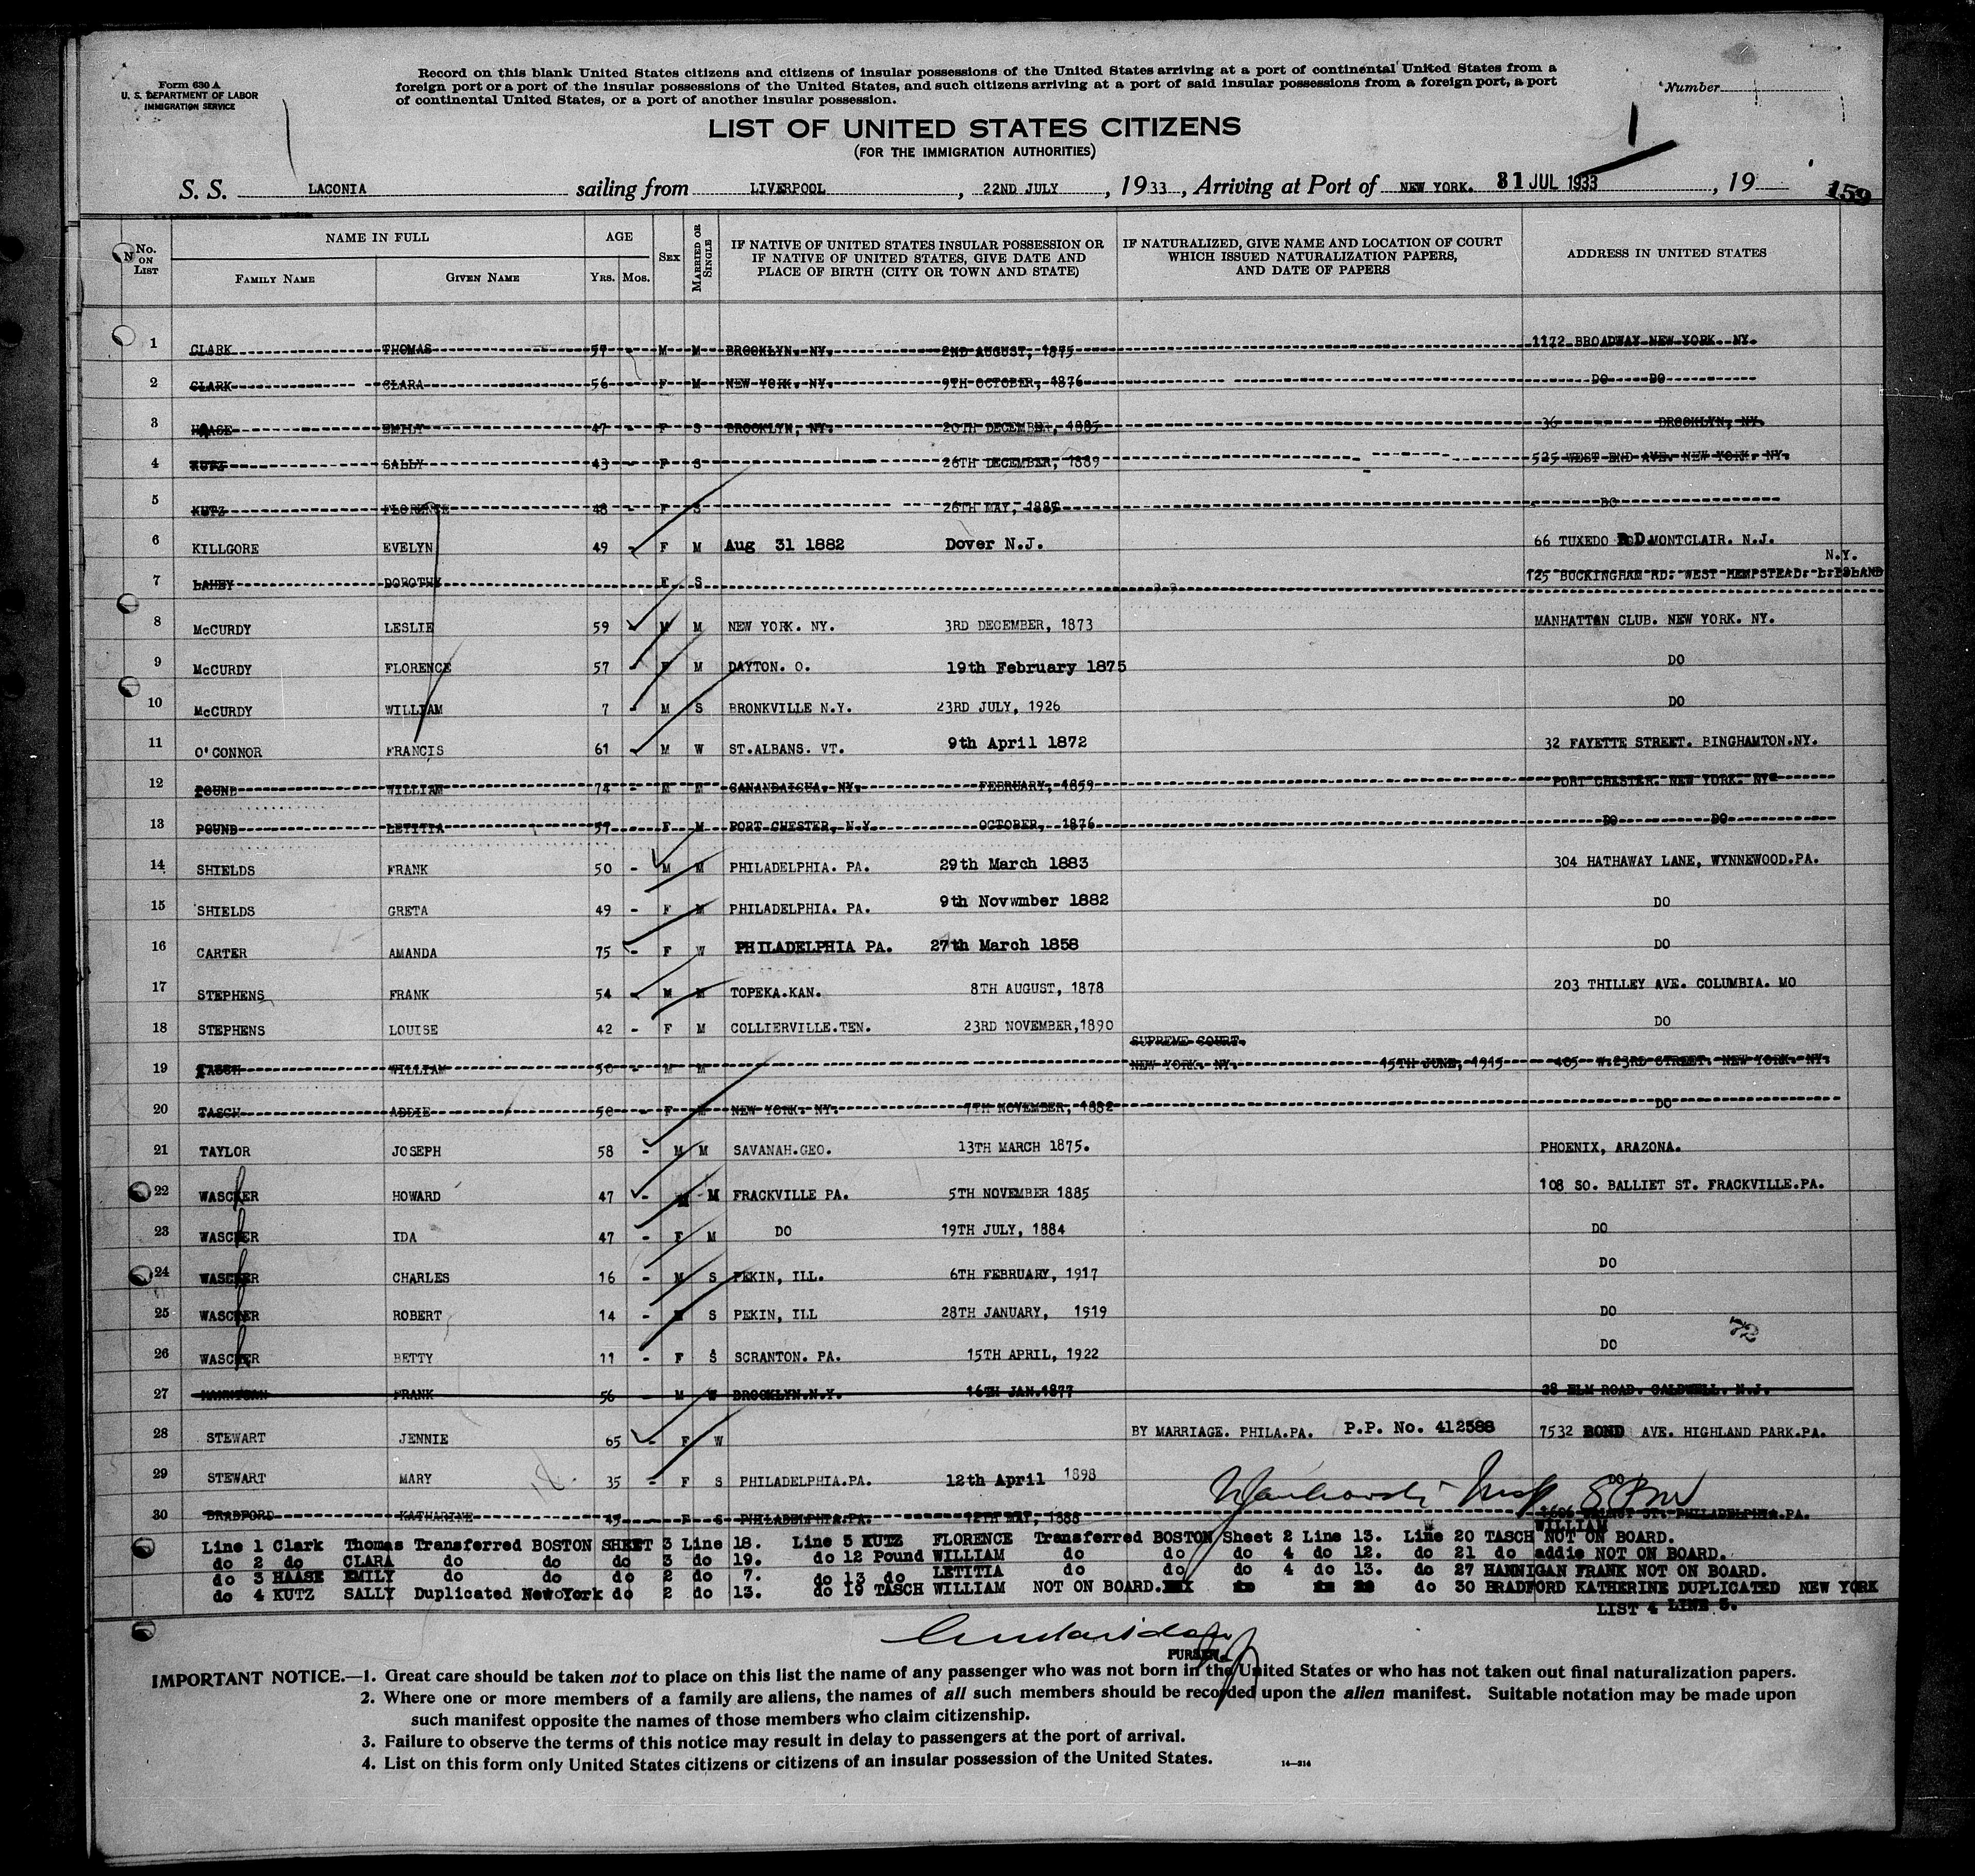 Form 630 A
U. S. DEPARTMENT OF LABOR
IMMIGRATION SERVICE
Record on this blank United States citizens and citizens of insular possessions of the United States arriving at a port of continental United States from a
foreign port or a port of the insular possessions of the United States, and such citizens arriving at a port of said insular possessions from a foreign port, a port
of continental United States, or a port of another insular possession.
Number
1
LIST OF UNITED STATES CITIZENS
(FOR THE IMMIGRATION AUTHORITIES)
S. S. LACONIA sailing from LIVERPOOL , 22ND JULY , 1933 , Arriving at Port of NEW YORK. 31 JUL 1933 , 19 159
No. ON LIST NAME IN FULL FAMILY NAME GIVEN NAME AGE YRS. MOS. SEX MARRIED OR SINGLE IF NATIVE OF UNITED STATES INSULAR POSSESSION OR IF NATIVE OF UNITED STATES, GIVE DATE AND PLACE OF BIRTH (CITY OR TOWN AND STATE) IF NATURALIZED, GIVE NAME AND LOCATION OF COURT WHICH ISSUED NATURALIZATION PAPERS, AND DATE OF PAPERS ADDRESS IN UNITED STATES
1 CLARK THOMAS 57 - M M BROOKLYN. NY. 2ND AUGUST, 1875 1172 BROADWAY NEW YORK. NY.
2 CLARK CLARA 56 - F M NEW YORK. NY. 9TH OCTOBER, 1876 DO DO
3 HAASE EMILY 47 - F S BROOKLYN, NY. 20TH DECEMBER, 1885 36 BROOKLYN, NY.
4 KUTZ SALLY 43 - F S 26TH DECEMBER, 1889 525 WEST END AVE. NEW YORK. NY.
5 KUTZ FLORENCE 48 - F S 26TH MAY, DO
6 KILLGORE EVELYN 49 - F M Aug 31 1882 Dover N.J. 66 TUXEDO RD. MONTCLAIR. N.J.
7 LAHEY DOROTHY F S 125 BUCKINGHAM RD. WEST HEMPSTEAD. L.ISLAND N.Y.
8 McCURDY LESLIE 59 M M NEW YORK. NY. 3RD DECEMBER, 1873 MANHATTAN CLUB. NEW YORK. NY.
9 McCURDY FLORENCE 57 - F M DAYTON. O. 19th February 1875 DO
10 McCURDY WILLIAM 7 - M S BRONKVILLE N.Y. 23RD JULY, 1926 DO
11 O'CONNOR FRANCIS 61 - M W ST.ALBANS. VT. 9th April 1872 32 FAYETTE STREET. BINGHAMTON.NY.
12 POUND WILLIAM 74 - M M CANANDAIGUA. NY. FEBRUARY, 1859 PORT CHESTER. NEW YORK. NY
13 POUND LETITIA 57 - F M PORT CHESTER, N.Y. OCTOBER, 1876 DO DO
14 SHIELDS FRANK 50 - M M PHILADELPHIA. PA. 29th March 1883 304 HATHAWAY LANE, WYNNEWOOD.PA.
15 SHIELDS GRETA 49 - F M PHILADELPHIA. PA. 9th Novwmber 1882 DO
16 CARTER AMANDA 75 - F W PHILADELPHIA PA. 27th March 1858 DO
17 STEPHENS FRANK 54 - M M TOPEKA.KAN. 8TH AUGUST, 1878 203 THILLEY AVE. COLUMBIA. MO
18 STEPHENS LOUISE 42 - F M COLLIERVILLE.TEN. 23RD NOVEMBER,1890 DO
SUPREME COURT.
19 TASCH WILLIAM 50 - M M NEW YORK. NY. 15TH JUNE, 1915 405 W.23RD STREET. NEW YORK. NY.
20 TASCH ADDIE 50 - F M NEW YORK. NY. 7TH NOVEMBER, 1882 DO
21 TAYLOR JOSEPH 58 - M M SAVANAH.GEO. 13TH MARCH 1875. PHOENIX, ARAZONA.
22 WASCHER HOWARD 47 - M M FRACKVILLE PA. 5TH NOVEMBER 1885 108 SO. BALLIET ST. FRACKVILLE.PA.
23 WASCHER IDA 47 - F M DO 19TH JULY, 1884 DO
24 WASCHER CHARLES 16 - M S PEKIN, ILL. 6TH FEBRUARY, 1917 DO
25 WASCHER ROBERT 14 - M S PEKIN, ILL 28TH JANUARY, 1919 DO
26 WASCHER BETTY 11 - F S SCRANTON. PA. 15TH APRIL, 1922 DO
27 HANNIGAN FRANK 56 - M W BROOKLYN.N.Y. 16TH JAN.1877 28 ELM ROAD. CALDWELL. N.J.
28 STEWART JENNIE 65 - F W BY MARRIAGE. PHILA.PA. P.P. No. 412588 7532 BOND AVE. HIGHLAND PARK.PA.
29 STEWART MARY 35 - F S PHILADELPHIA.PA. 12th April 1898 DO
30 BRADFORD KATHARINE 45 - F S PHILADELPHIA.PA. 12TH MAY, 1888 1606 WALNUT ST. PHILADELPHIA.PA.
Line 1 Clark Thomas Transferred BOSTON SHEET 3 Line 18. Line 5 KUTZ FLORENCE Transferred BOSTON Sheet 2 Line 13. Line 20 TASCH WILLIAM NOT ON BOARD.
do 2 do CLARA do do do 3 do 19. do 12 Pound WILLIAM do do do 4 do 12. do 21 do addie NOT ON BOARD.
do 3 HAASE EMILY do do do 2 do 7. do 13 do LETITIA do do do 4 do 13. do 27 HANNIGAN FRANK NOT ON BOARD.
do 4 KUTZ SALLY Duplicated NewoYork do 2 do 13. do 19 TASCH WILLIAM NOT ON BOARD. do 30 BRADFORD KATHERINE DUPLICATED NEW YORK
LIST 4 LINE 5.
PURSER.
IMPORTANT NOTICE.—1. Great care should be taken not to place on this list the name of any passenger who was not born in the United States or who has not taken out final naturalization papers.
2. Where one or more members of a family are aliens, the names of all such members should be recorded upon the alien manifest. Suitable notation may be made upon
such manifest opposite the names of those members who claim citizenship.
3. Failure to observe the terms of this notice may result in delay to passengers at the port of arrival.
4. List on this form only United States citizens or citizens of an insular possession of the United States.
14—214